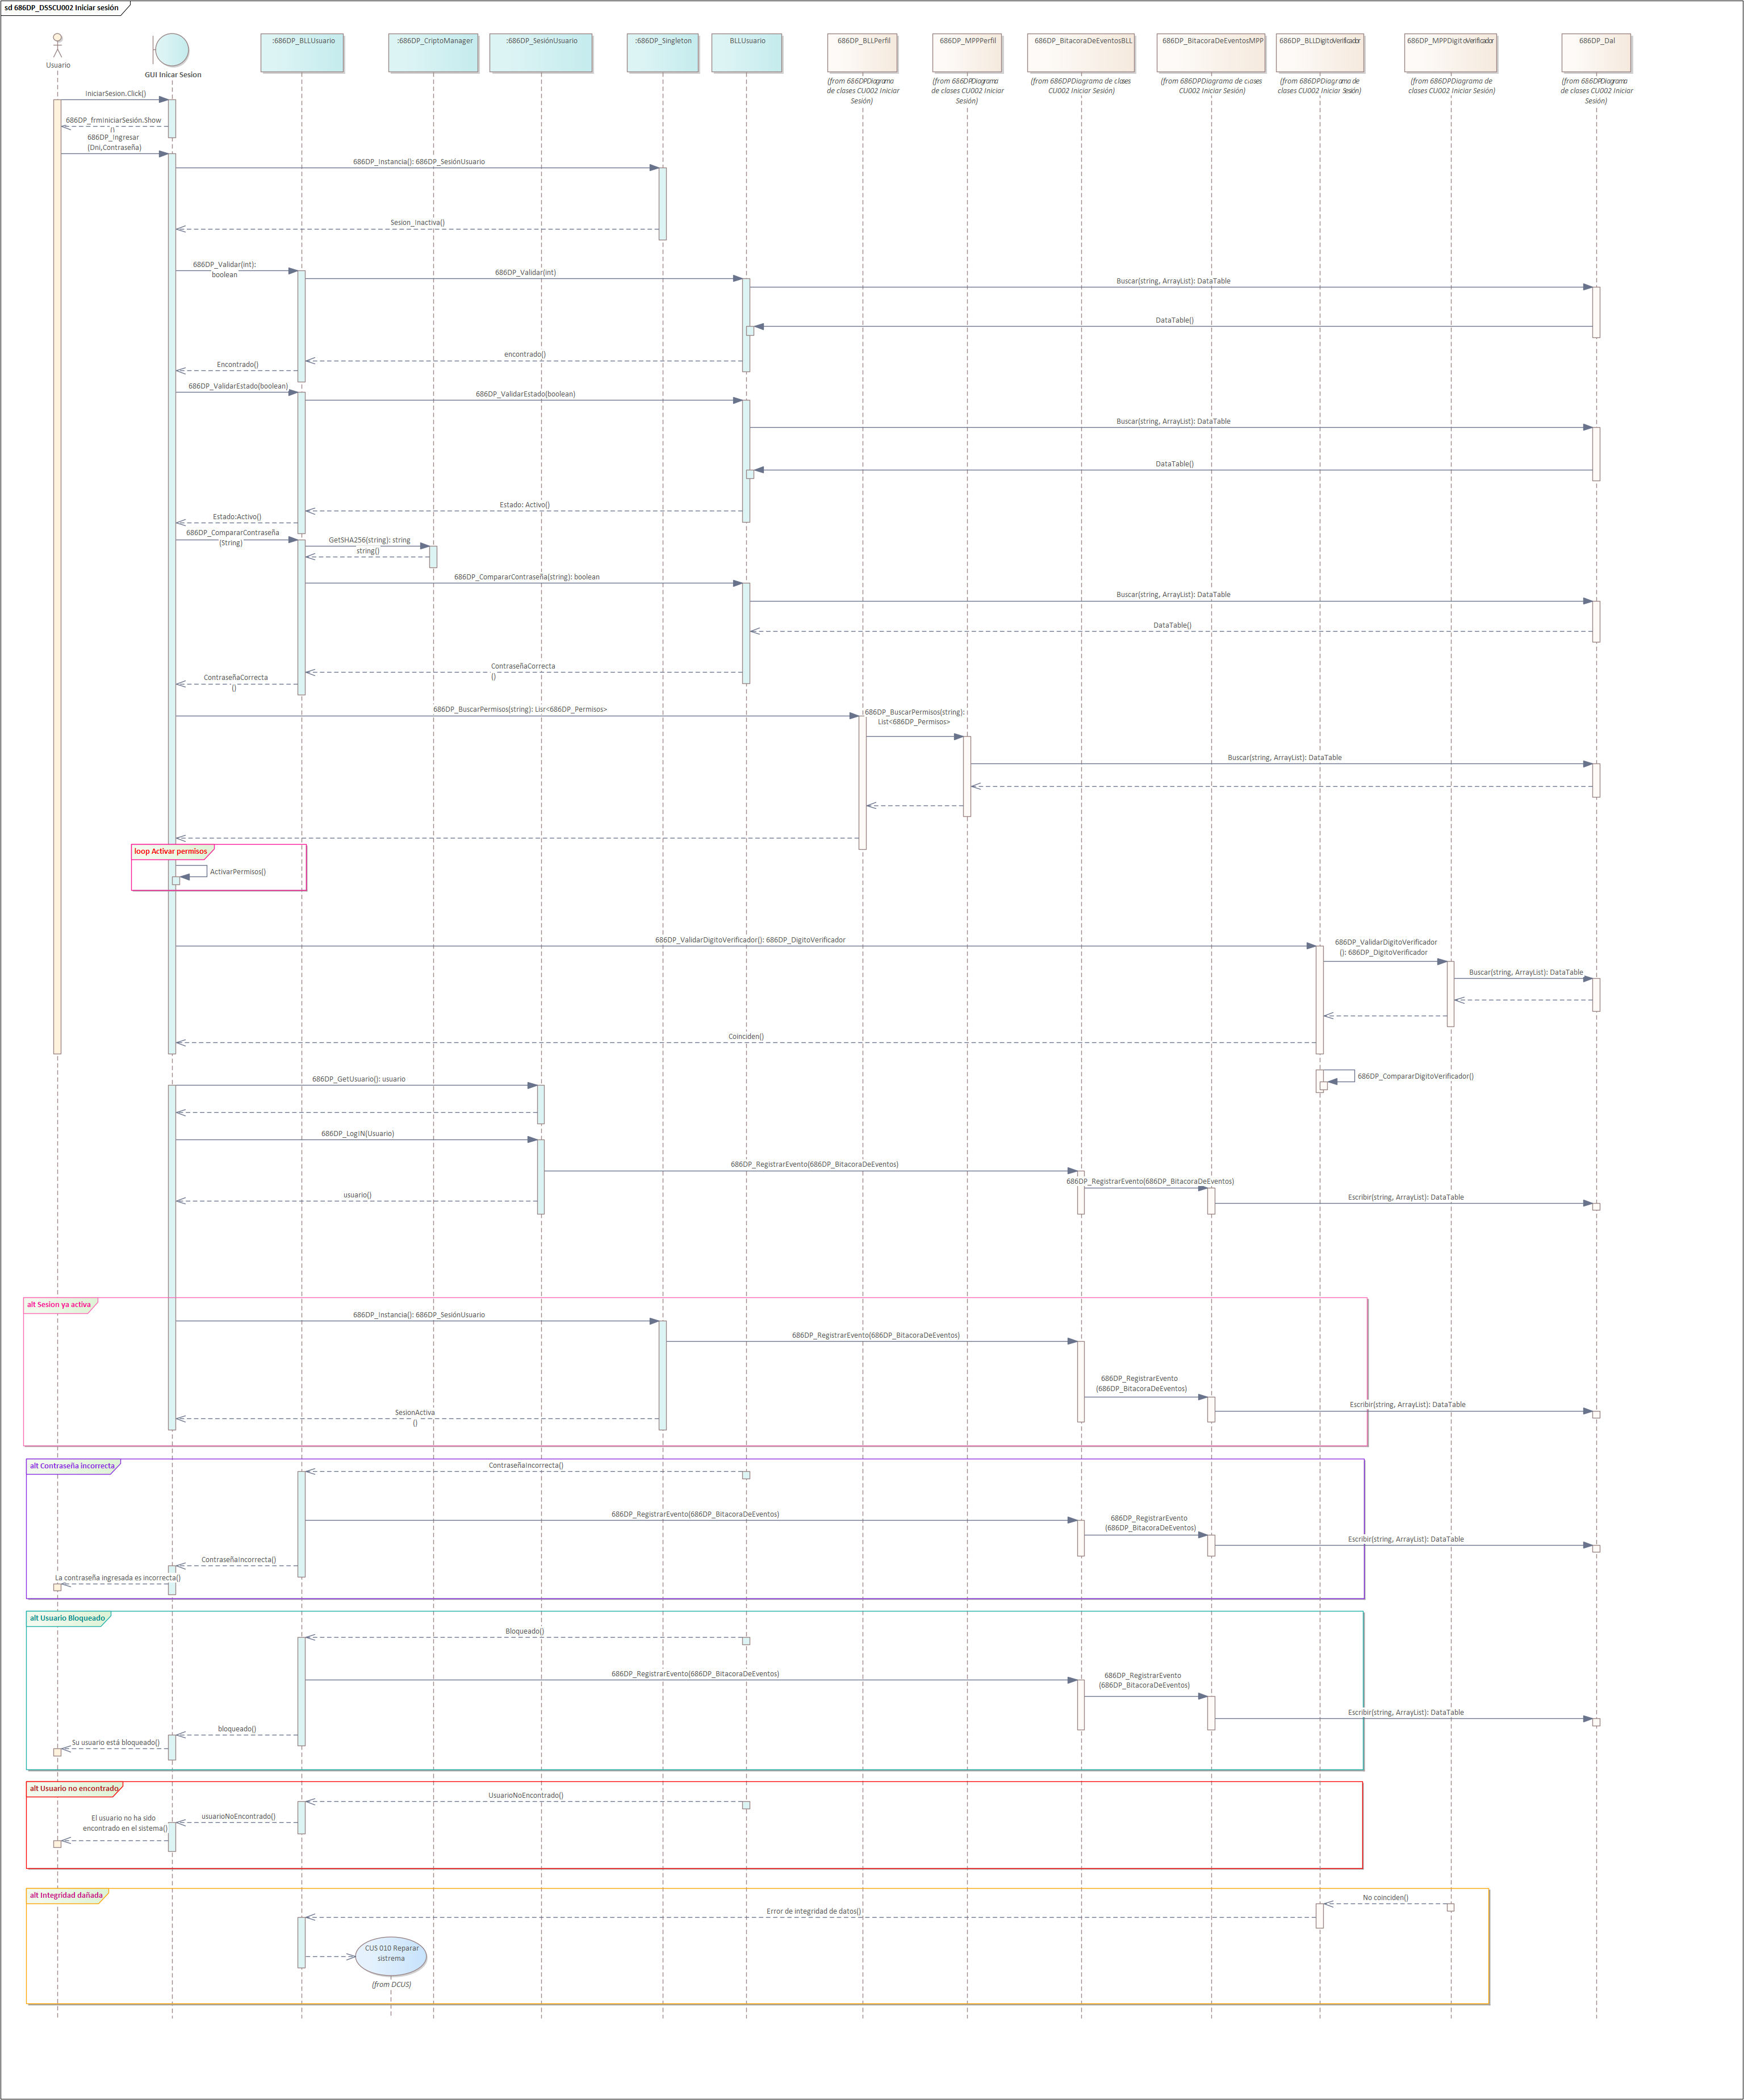 sd 686DP_DSSCU002 Iniciar sesión
Usuario
GUI Inicar Sesion
:686DP_BLLUsuario
:686DP_CriptoManager
:686DP_SesiónUsuario
:686DP_Singleton
BLLUsuario
686DP_BLLPerfil
(from 686DPDiagrama
de clases CU002 Iniciar
Sesión)
686DP_MPPPerfil
(from 686DPDiagrama
de clases CU002 Iniciar
Sesión)
686DP_BitacoraDeEventosBLL
(from 686DPDiagrama de clases
CU002 Iniciar Sesión)
686DP_BitacoraDeEventosMPP
(from 686DPDiagrama de clases
CU002 Iniciar Sesión)
686DP_BLLDigitoVerificador
(from 686DPDiagrama de
clases CU002 Iniciar Sesión)
686DP_MPPDigitoVerificador
(from 686DPDiagrama de
clases CU002 Iniciar Sesión)
686DP_Dal
(from 686DPDiagrama
de clases CU002 Iniciar
Sesión)
IniciarSesion.Click()
686DP_frmIniciarSesión.Show
()
686DP_Ingresar
(Dni,Contraseña)
686DP_Instancia(): 686DP_SesiónUsuario
Sesion_Inactiva()
686DP_Validar(int):
boolean
686DP_Validar(int)
Buscar(string, ArrayList): DataTable
DataTable()
encontrado()
Encontrado()
686DP_ValidarEstado(boolean)
686DP_ValidarEstado(boolean)
Buscar(string, ArrayList): DataTable
DataTable()
Estado: Activo()
Estado:Activo()
686DP_CompararContraseña
(String)
GetSHA256(string): string
string()
686DP_CompararContraseña(string): boolean
Buscar(string, ArrayList): DataTable
DataTable()
ContraseñaCorrecta
()
ContraseñaCorrecta
()
686DP_BuscarPermisos(string): Lisr<686DP_Permisos>
686DP_BuscarPermisos(string):
List<686DP_Permisos>
Buscar(string, ArrayList): DataTable
loop Activar permisos
ActivarPermisos()
686DP_ValidarDigitoVerificador(): 686DP_DigitoVerificador
686DP_ValidarDigitoVerificador
(): 686DP_DigitoVerificador
Buscar(string, ArrayList): DataTable
Coinciden()
686DP_CompararDigitoVerificador()
686DP_GetUsuario(): usuario
686DP_LogIN(Usuario)
686DP_RegistrarEvento(686DP_BitacoraDeEventos)
686DP_RegistrarEvento(686DP_BitacoraDeEventos)
usuario()
Escribir(string, ArrayList): DataTable
alt Sesion ya activa
686DP_Instancia(): 686DP_SesiónUsuario
686DP_RegistrarEvento(686DP_BitacoraDeEventos)
686DP_RegistrarEvento
(686DP_BitacoraDeEventos)
Escribir(string, ArrayList): DataTable
SesionActiva
()
alt Contraseña incorrecta
ContraseñaIncorrecta()
686DP_RegistrarEvento(686DP_BitacoraDeEventos)
686DP_RegistrarEvento
(686DP_BitacoraDeEventos)
Escribir(string, ArrayList): DataTable
ContraseñaIncorrecta()
La contraseña ingresada es incorrecta()
alt Usuario Bloqueado
Bloqueado()
686DP_RegistrarEvento(686DP_BitacoraDeEventos)
686DP_RegistrarEvento
(686DP_BitacoraDeEventos)
Escribir(string, ArrayList): DataTable
bloqueado()
Su usuario está bloqueado()
alt Usuario no encontrado
UsuarioNoEncontrado()
usuarioNoEncontrado()
El usuario no ha sido
encontrado en el sistema()
alt Integridad dañada
No coinciden()
Error de integridad de datos()
CUS 010 Reparar
sistrema
(from DCUS)